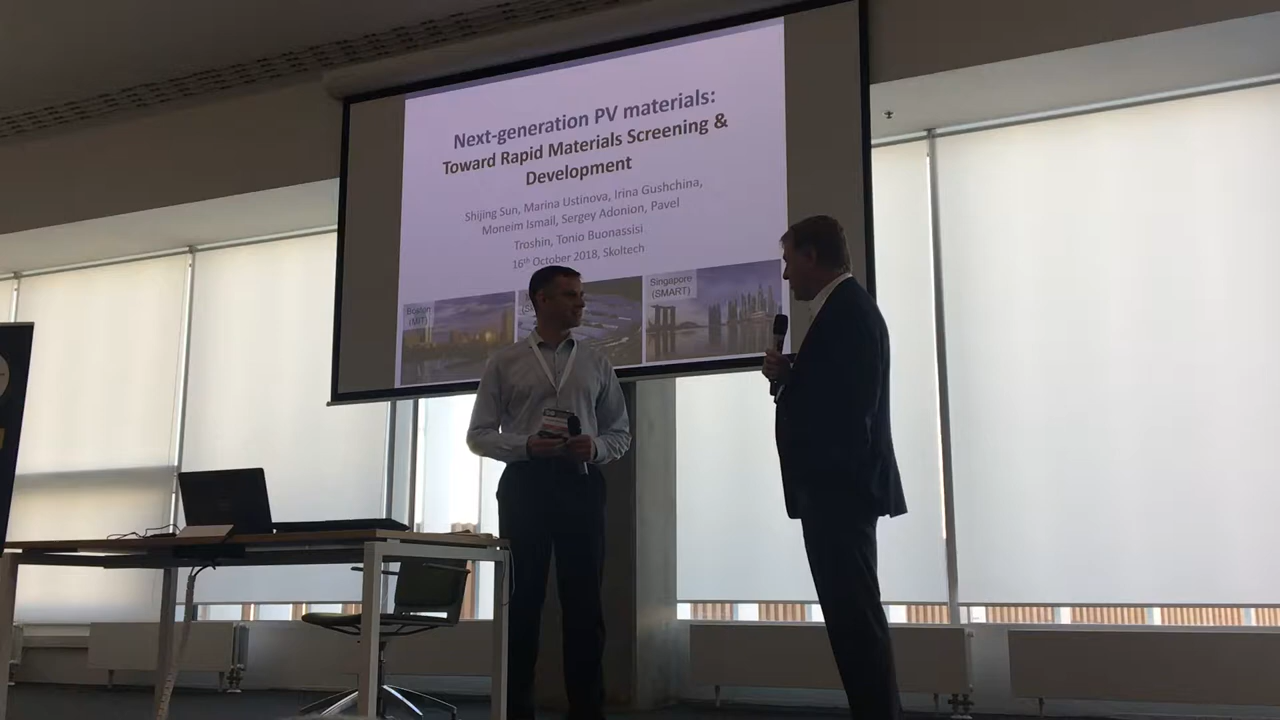 Next-generation PV materials:
Toward Rapid Materials Screening &
Development
Shijing Sun, Marina Ustinova, Irina Gushchina,
Moneim Ismail, Sergey Adonion, Pavel
Troshin, Tonio Buonassisi
16th October 2018, Skoltech
Boston
(MIT)
Singapore
(SMART)